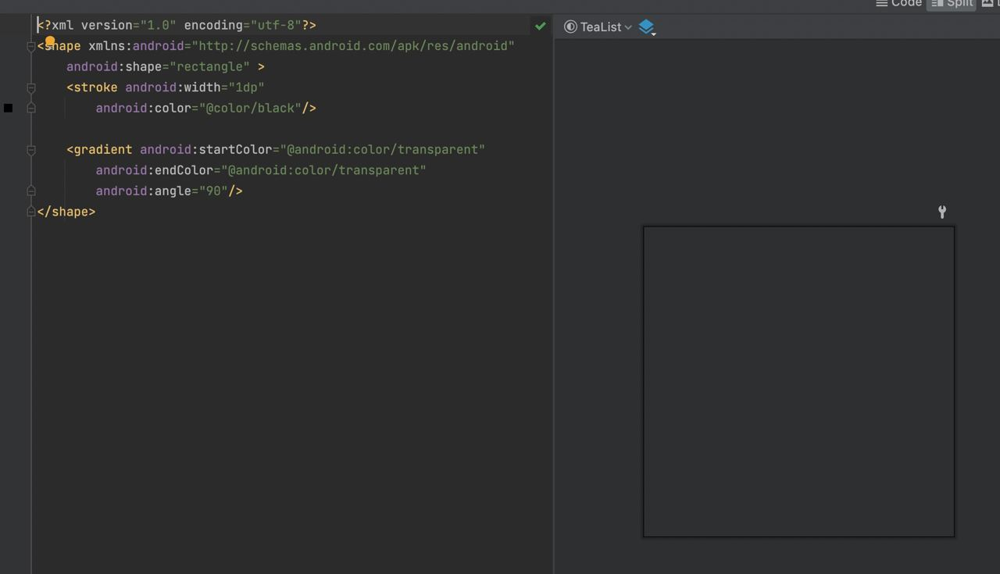 Code
Split
<?xml version="1.0" encoding="utf-8"?>
<shape xmlns:android="http://schemas.android.com/apk/res/android"
    android:shape="rectangle" >
    <stroke android:width="1dp"
        android:color="@color/black"/>

    <gradient android:startColor="@android:color/transparent"
        android:endColor="@android:color/transparent"
        android:angle="90"/>
</shape>
TeaList